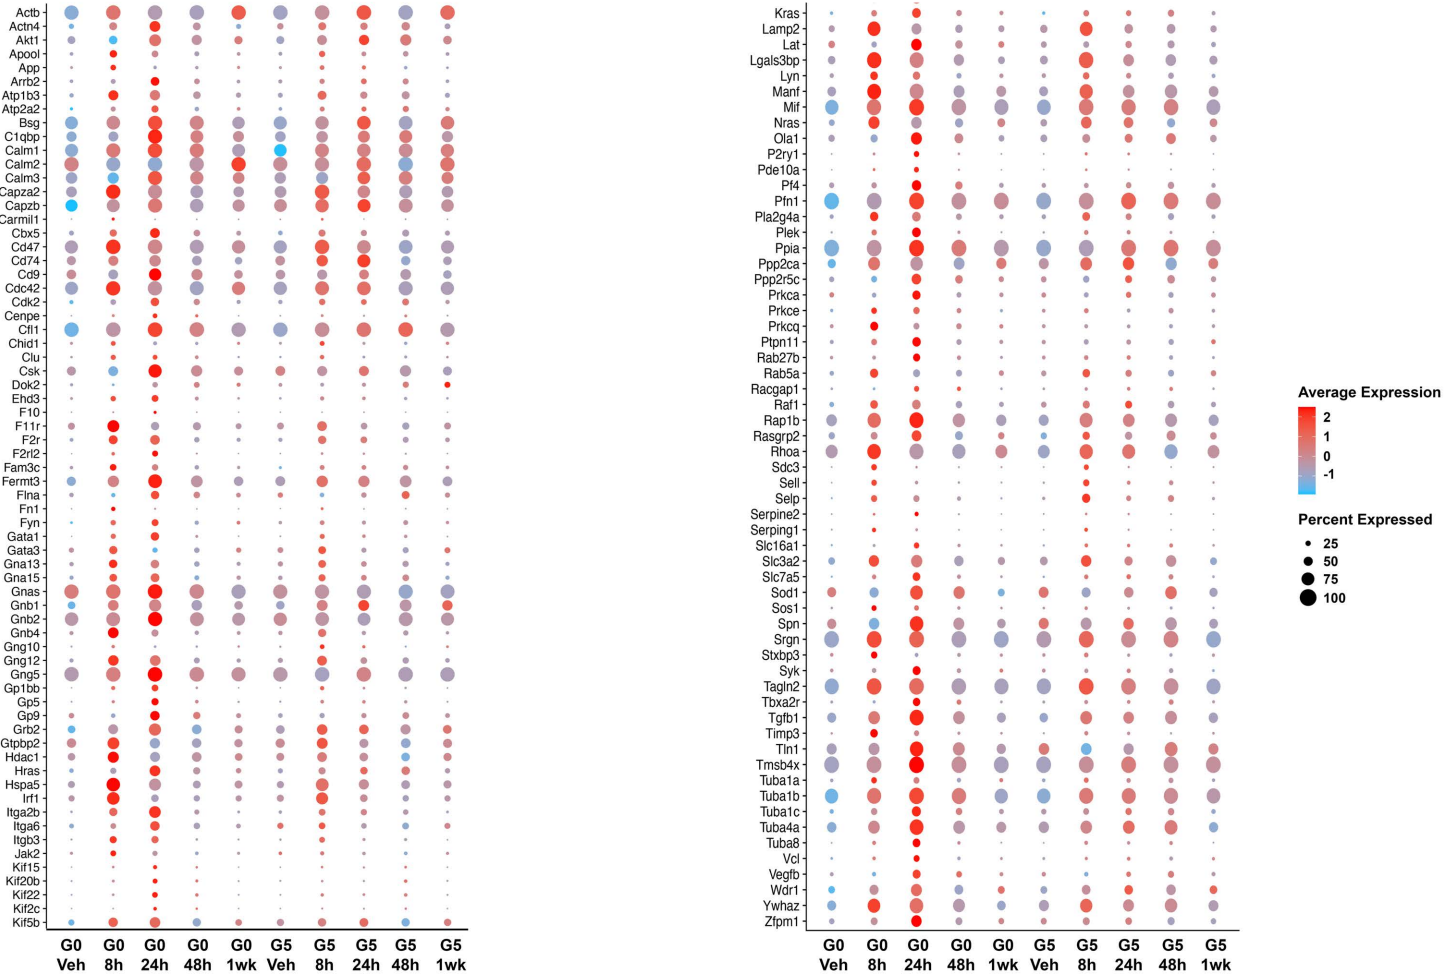 Actb
Actn4
Akt1
Apool
App
Arrb2
Atp1b3
Atp2a2
Bsg
C1qbp
Calm1
Calm2
Calm3
Capza2
Capzb
Carmil1
Cbx5
Cd47
Cd74
Cd9
Cdc42
Cdk2
Cenpe
Cfl1
Chid1
Clu
Csk
Dok2
Ehd3
F10
F11r
F2r
F2rl2
Fam3c
Fermt3
Flna
Fn1
Fyn
Gata1
Gata3
Gna13
Gna15
Gnas
Gnb1
Gnb2
Gnb4
Gng10
Gng12
Gng5
Gp1bb
Gp5
Gp9
Grb2
Gtpbp2
Hdac1
Hras
Hspa5
Irf1
Itga2b
Itga6
Itgb3
Jak2
Kif15
Kif20b
Kif22
Kif2c
Kif5b
G0 G0 G0 G0 G0 G5 G5 G5 G5 G5
Veh 8h 24h 48h 1wk Veh 8h 24h 48h 1wk
Kras
Lamp2
Lat
Lgals3bp
Lyn
Manf
Mif
Nras
Ola1
P2ry1
Pde10a
Pf4
Pfn1
Pla2g4a
Plek
Ppia
Ppp2ca
Ppp2r5c
Prkca
Prkce
Prkcq
Ptpn11
Rab27b
Rab5a
Racgap1
Raf1
Rap1b
Rasgrp2
Rhoa
Sdc3
Sell
Selp
Serpine2
Serping1
Slc16a1
Slc3a2
Slc7a5
Sod1
Sos1
Spn
Srgn
Stxbp3
Syk
Tagln2
Tbxa2r
Tgfb1
Timp3
Tln1
Tmsb4x
Tuba1a
Tuba1b
Tuba1c
Tuba4a
Tuba8
Vcl
Vegfb
Wdr1
Ywhaz
Zfpm1
G0 G0 G0 G0 G0 G5 G5 G5 G5 G5
Veh 8h 24h 48h 1wk Veh 8h 24h 48h 1wk
Average Expression
2
1
0
-1
Percent Expressed
25
50
75
100